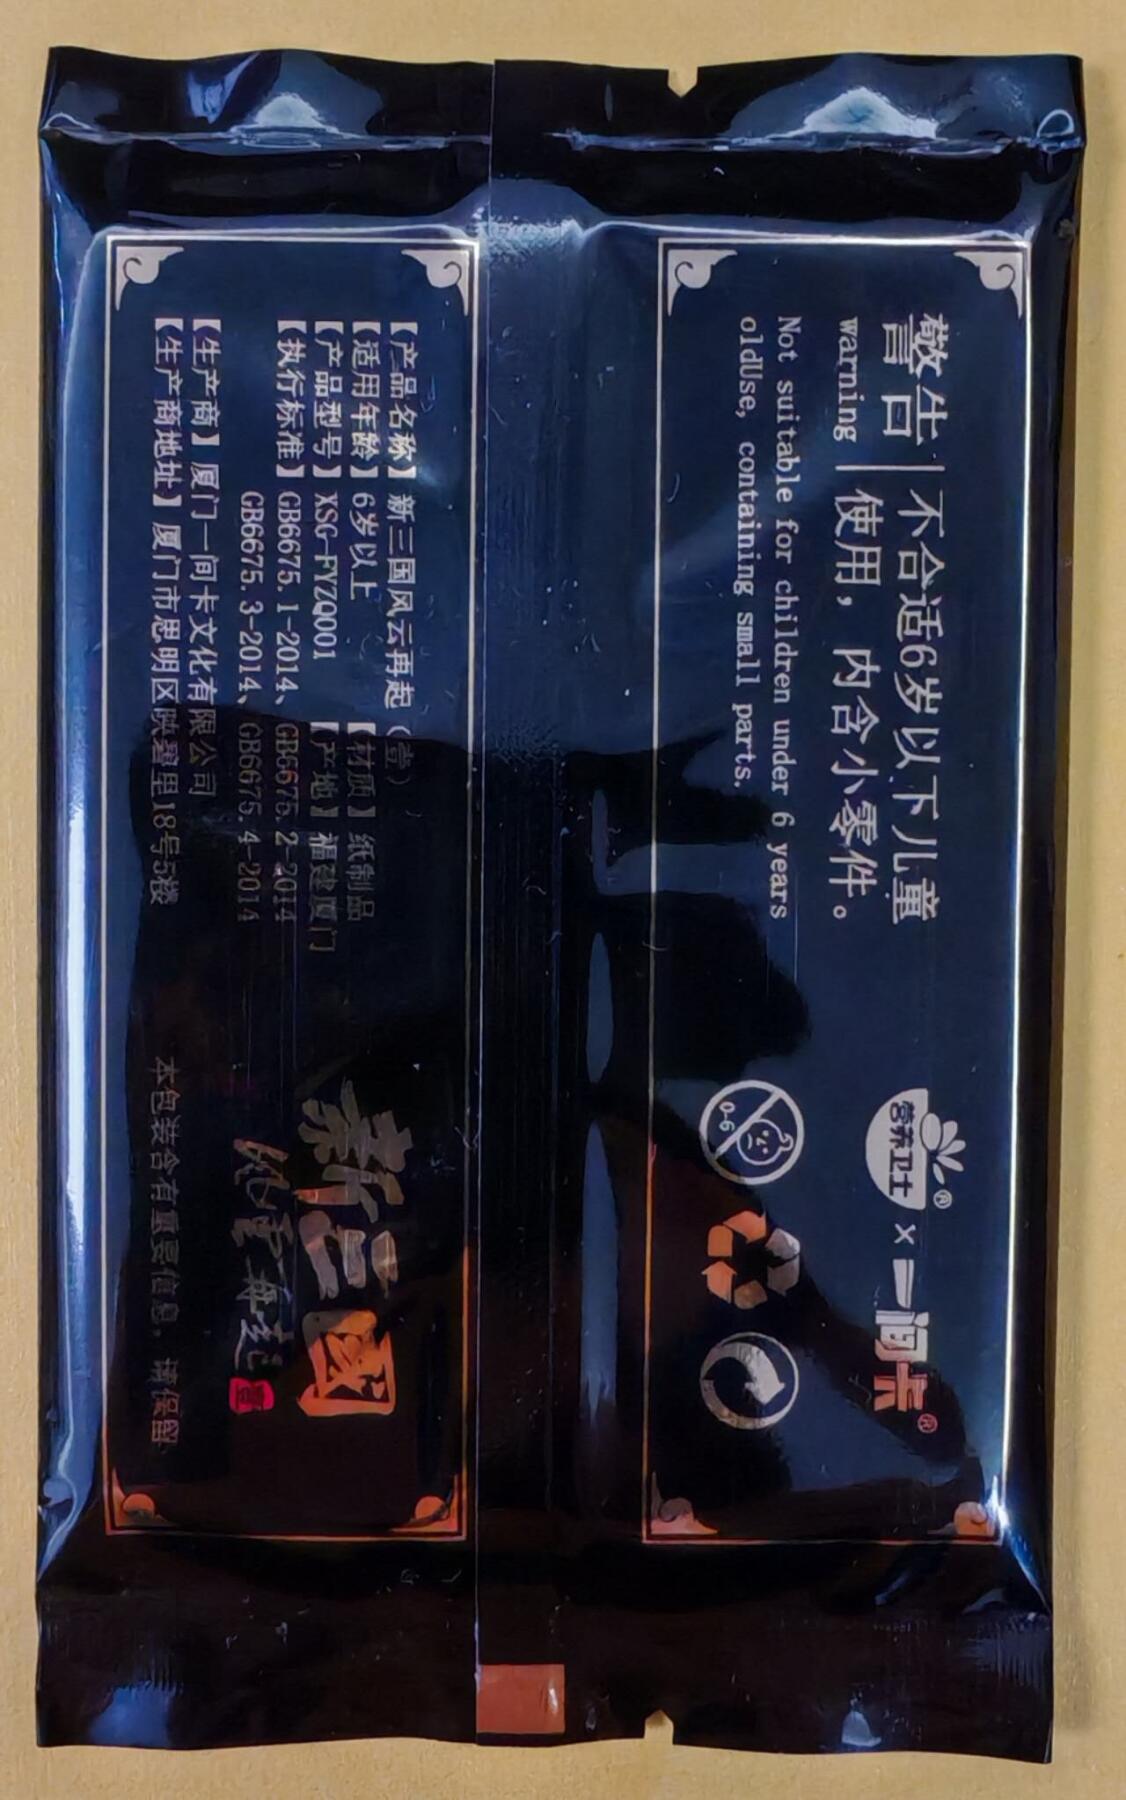 警告
warning
不合适6岁以下儿童
使用，内含小零件。
Not suitable for children under 6 years
oldUse, containing small parts.
营养卫士® × 一间卡®
0-6
【产品名称】新三国风云再起（壹）
【适用年龄】6岁以上 【材质】纸制品
【产品型号】XSG-FYZQ001 【产地】福建厦门
【执行标准】GB6675.1-2014、GB6675.2-2014
GB6675.3-2014、GB6675.4-2014
【生产商】厦门一间卡文化有限公司
【生产商地址】厦门市思明区映碧里18号5楼
新三國
风云再起
壹
本包装含有重要信息，请保留